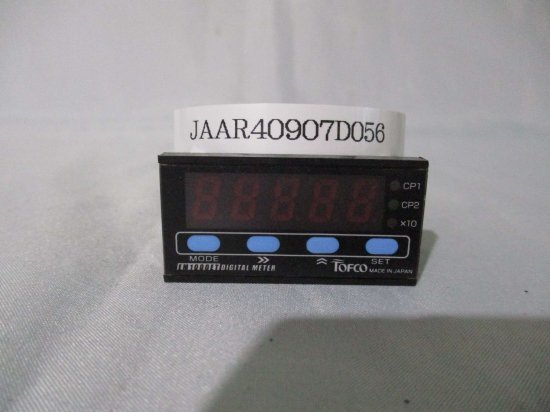 JAAR40907D056
CP1
CP2
×10
MODE
SET
DIGITAL METER
TOFCO
MADE IN JAPAN